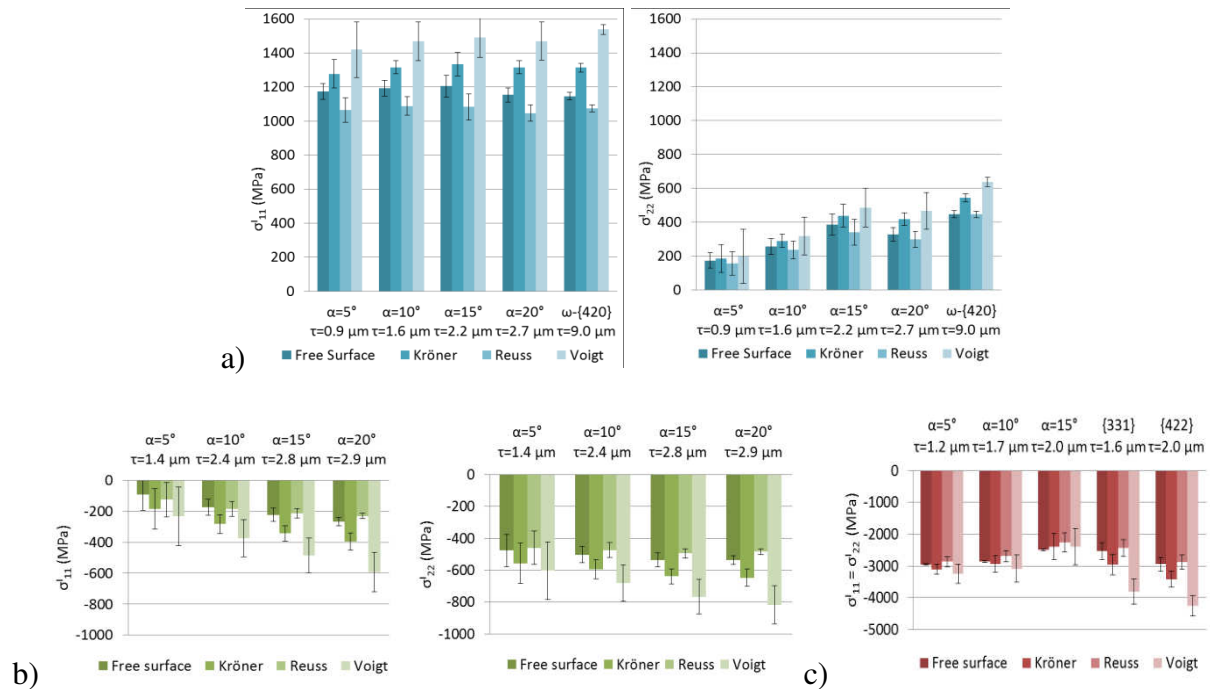 1600
1400
1200
1000
800
600
400
200
0
σᴵ₁₁ (MPa)
α=5° α=10° α=15° α=20° ω-{420}
τ=0.9 μm τ=1.6 μm τ=2.2 μm τ=2.7 μm τ=9.0 μm
Free Surface Kröner Reuss Voigt
1600
1400
1200
1000
800
600
400
200
0
σᴵ₂₂ (MPa)
α=5° α=10° α=15° α=20° ω-{420}
τ=0.9 μm τ=1.6 μm τ=2.2 μm τ=2.7 μm τ=9.0 μm
Free Surface Kröner Reuss Voigt
a)
α=5° α=10° α=15° α=20°
τ=1.4 μm τ=2.4 μm τ=2.8 μm τ=2.9 μm
0
-200
-400
-600
-800
-1000
σᴵ₁₁ (MPa)
Free surface Kröner Reuss Voigt
b)
α=5° α=10° α=15° α=20°
τ=1.4 μm τ=2.4 μm τ=2.8 μm τ=2.9 μm
0
-200
-400
-600
-800
-1000
σᴵ₂₂ (MPa)
Free surface Kröner Reuss Voigt
α=5° α=10° α=15° {331} {422}
τ=1.2 μm τ=1.7 μm τ=2.0 μm τ=1.6 μm τ=2.0 μm
0
-1000
-2000
-3000
-4000
-5000
σᴵ₁₁ = σᴵ₂₂ (MPa)
Free surface Kröner Reuss Voigt
c)